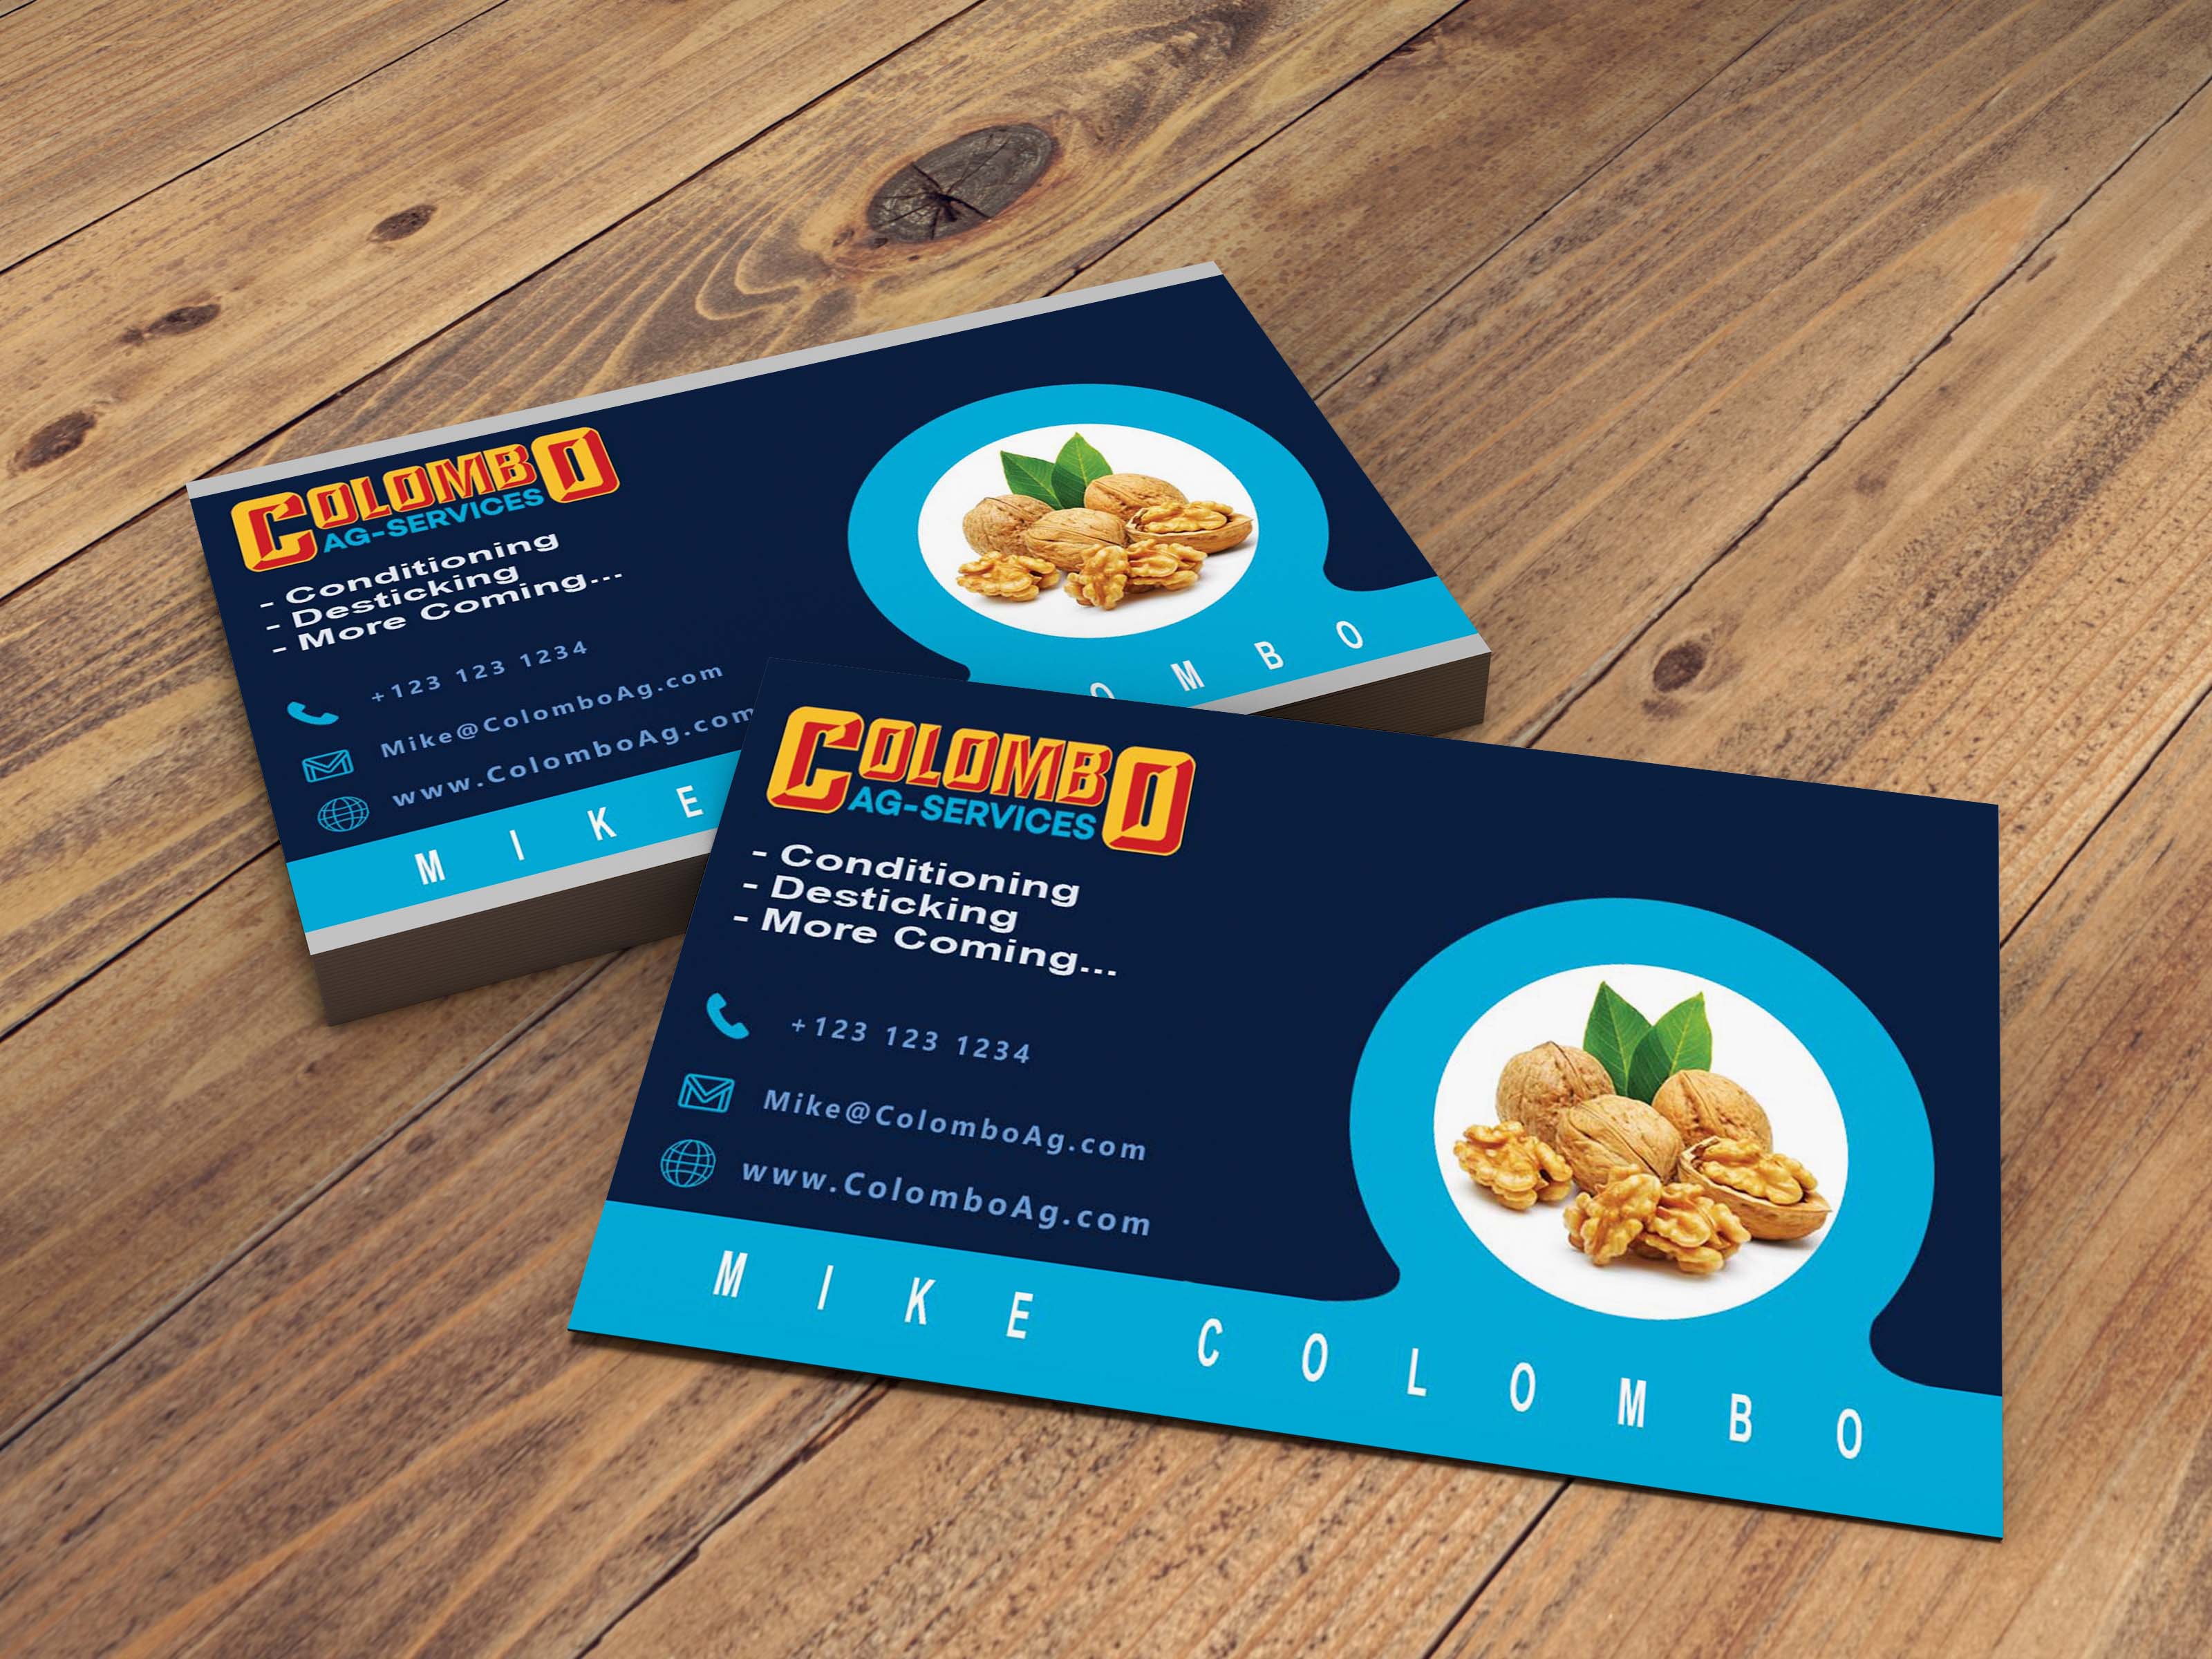 COLOMBO
AG-SERVICES
- Conditioning
- Desticking
- More Coming...
+123 123 1234
Mike@ColomboAg.com
www.ColomboAg.com
MIKE
OMBO
COLOMBO
AG-SERVICES
- Conditioning
- Desticking
- More Coming...
+123 123 1234
Mike@ColomboAg.com
www.ColomboAg.com
MIKE COLOMBO